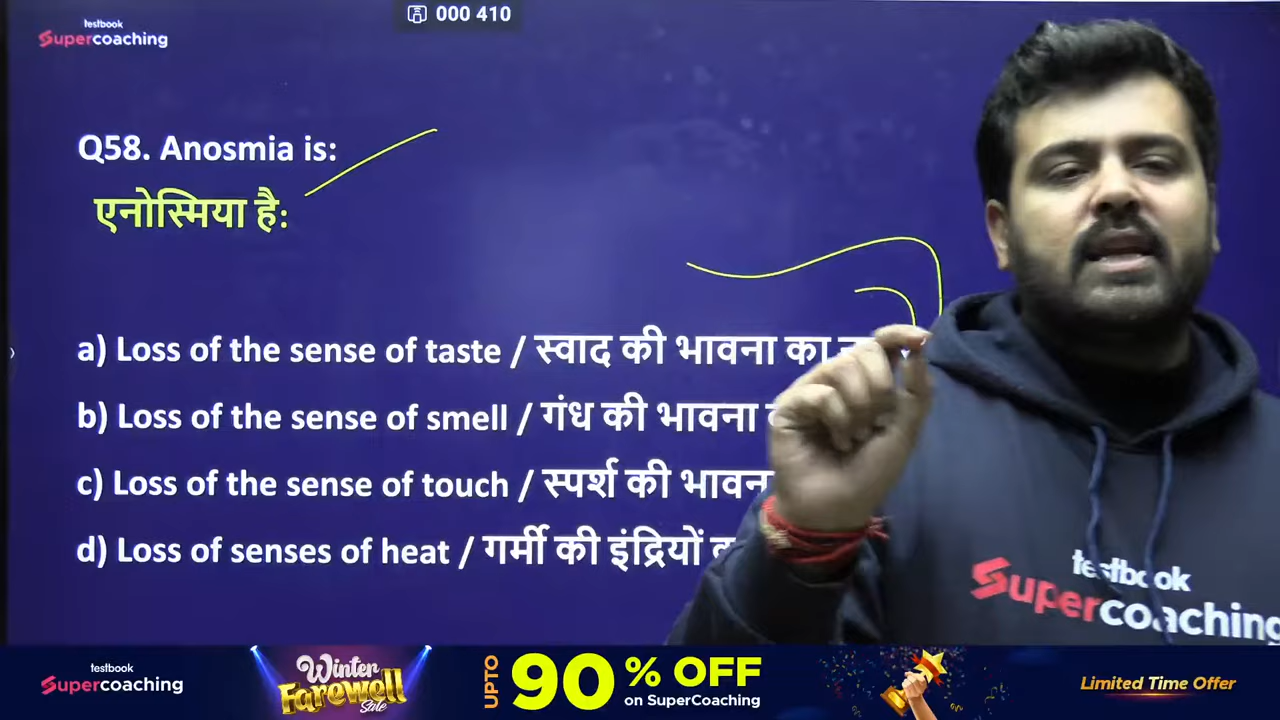 testbook
Supercoaching
000 410
Q58. Anosmia is:
एनोस्मिया है:
a) Loss of the sense of taste / स्वाद की भावना का
b) Loss of the sense of smell / गंध की भावना
c) Loss of the sense of touch / स्पर्श की भावना
d) Loss of senses of heat / गर्मी की इंद्रियों
testbook
Supercoaching
testbook
Supercoaching
Winter
Farewell
Sale
UPTO 90% OFF
on SuperCoaching
Limited Time Offer